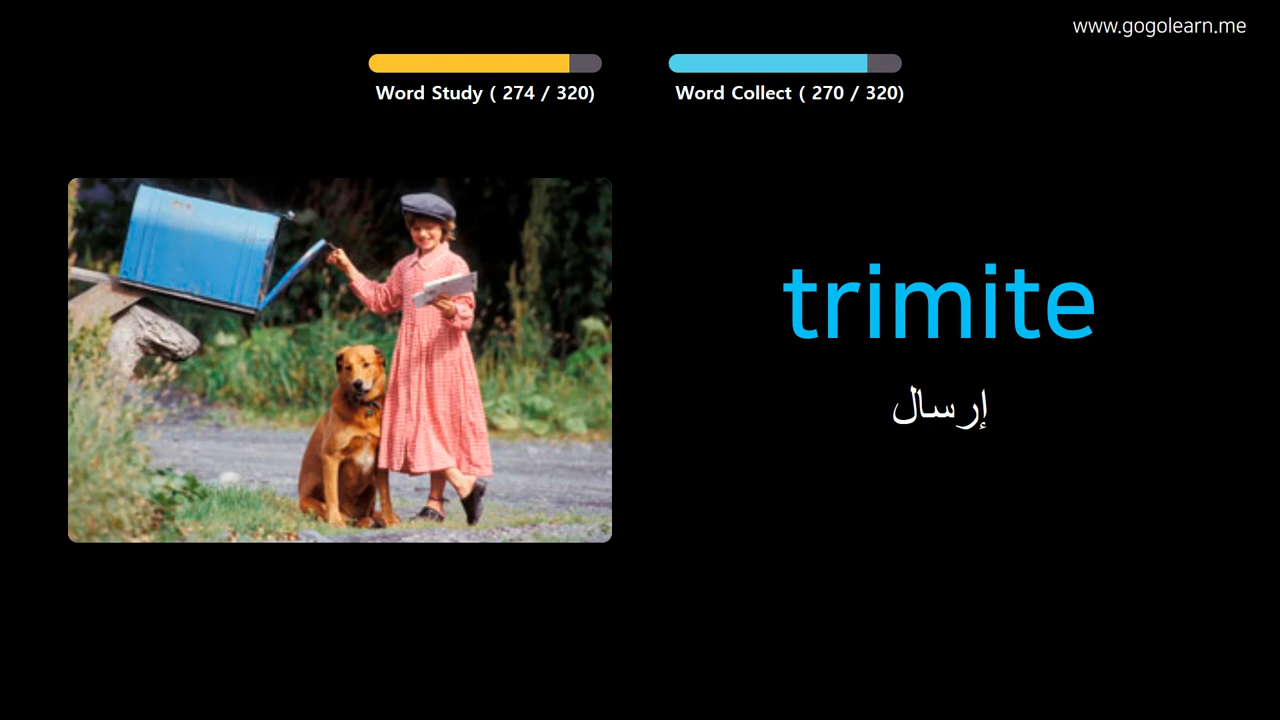 www.gogolearn.me
Word Study ( 274 / 320)
Word Collect ( 270 / 320)
trimite
إرسال